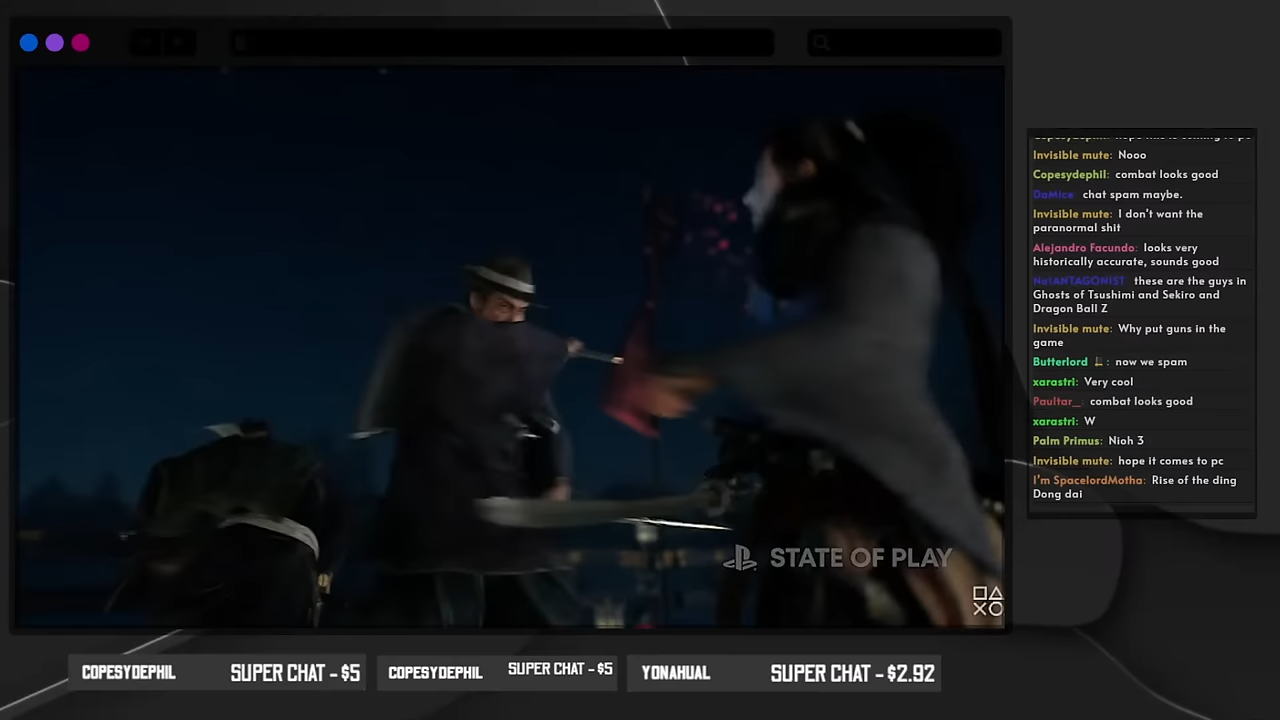 Invisible mute: Nooo
Copesydephil: combat looks good
DaMice: chat spam maybe.
Invisible mute: I don't want the
paranormal shit
Alejandro Facundo: looks very
historically accurate, sounds good
NotANTAGONIST: these are the guys in
Ghosts of Tsushimi and Sekiro and
Dragon Ball Z
Invisible mute: Why put guns in the
game
Butterlord: now we spam
xarastri: Very cool
Paultar_: combat looks good
xarastri: W
Palm Primus: Nioh 3
Invisible mute: hope it comes to pc
I'm SpacelordMotha: Rise of the ding
Dong dai
STATE OF PLAY
COPESYDEPHIL SUPER CHAT - $5
COPESYDEPHIL SUPER CHAT - $5
YONAHUAL SUPER CHAT - $2.92